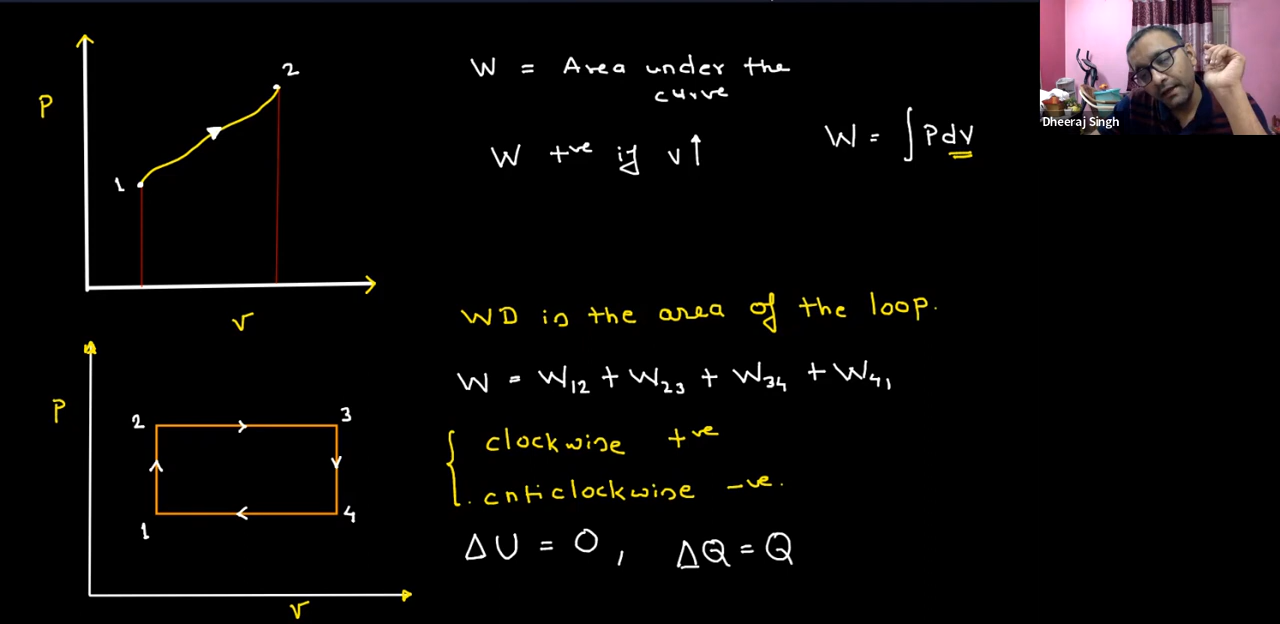 P
2
1
V
W = Area under the
curve
W +ve if V↑
W = ∫PdV
Dheeraj Singh
WD is the area of the loop.
W = W₁₂ + W₂₃ + W₃₄ + W₄₁
P
2
3
1
4
V
clockwise +ve
anticlockwise -ve.
ΔU = 0, ΔQ = Q